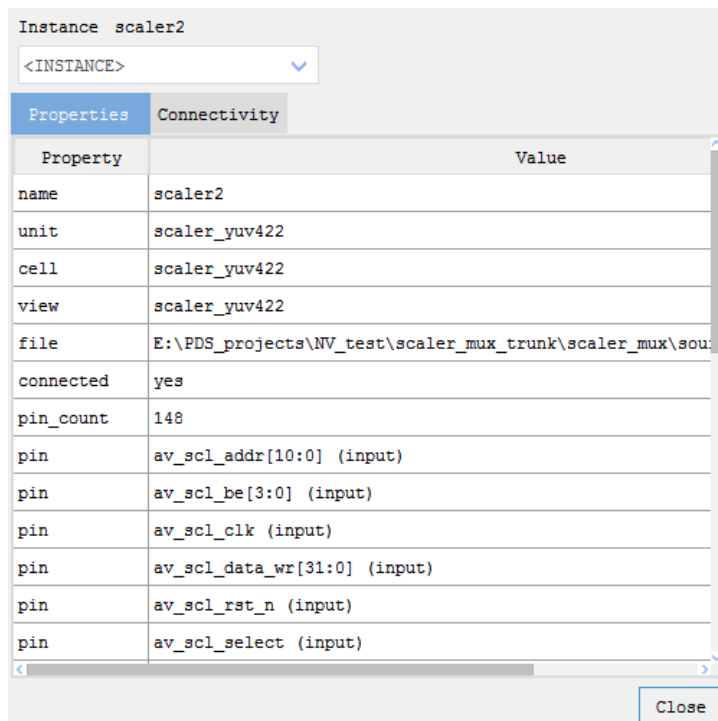 Instance scaler2
<INSTANCE>
Properties Connectivity
Property Value
name scaler2
unit scaler_yuv422
cell scaler_yuv422
view scaler_yuv422
file E:\PDS_projects\NV_test\scaler_mux_trunk\scaler_mux\sou
connected yes
pin_count 148
pin av_scl_addr[10:0] (input)
pin av_scl_be[3:0] (input)
pin av_scl_clk (input)
pin av_scl_data_wr[31:0] (input)
pin av_scl_rst_n (input)
pin av_scl_select (input)
Close